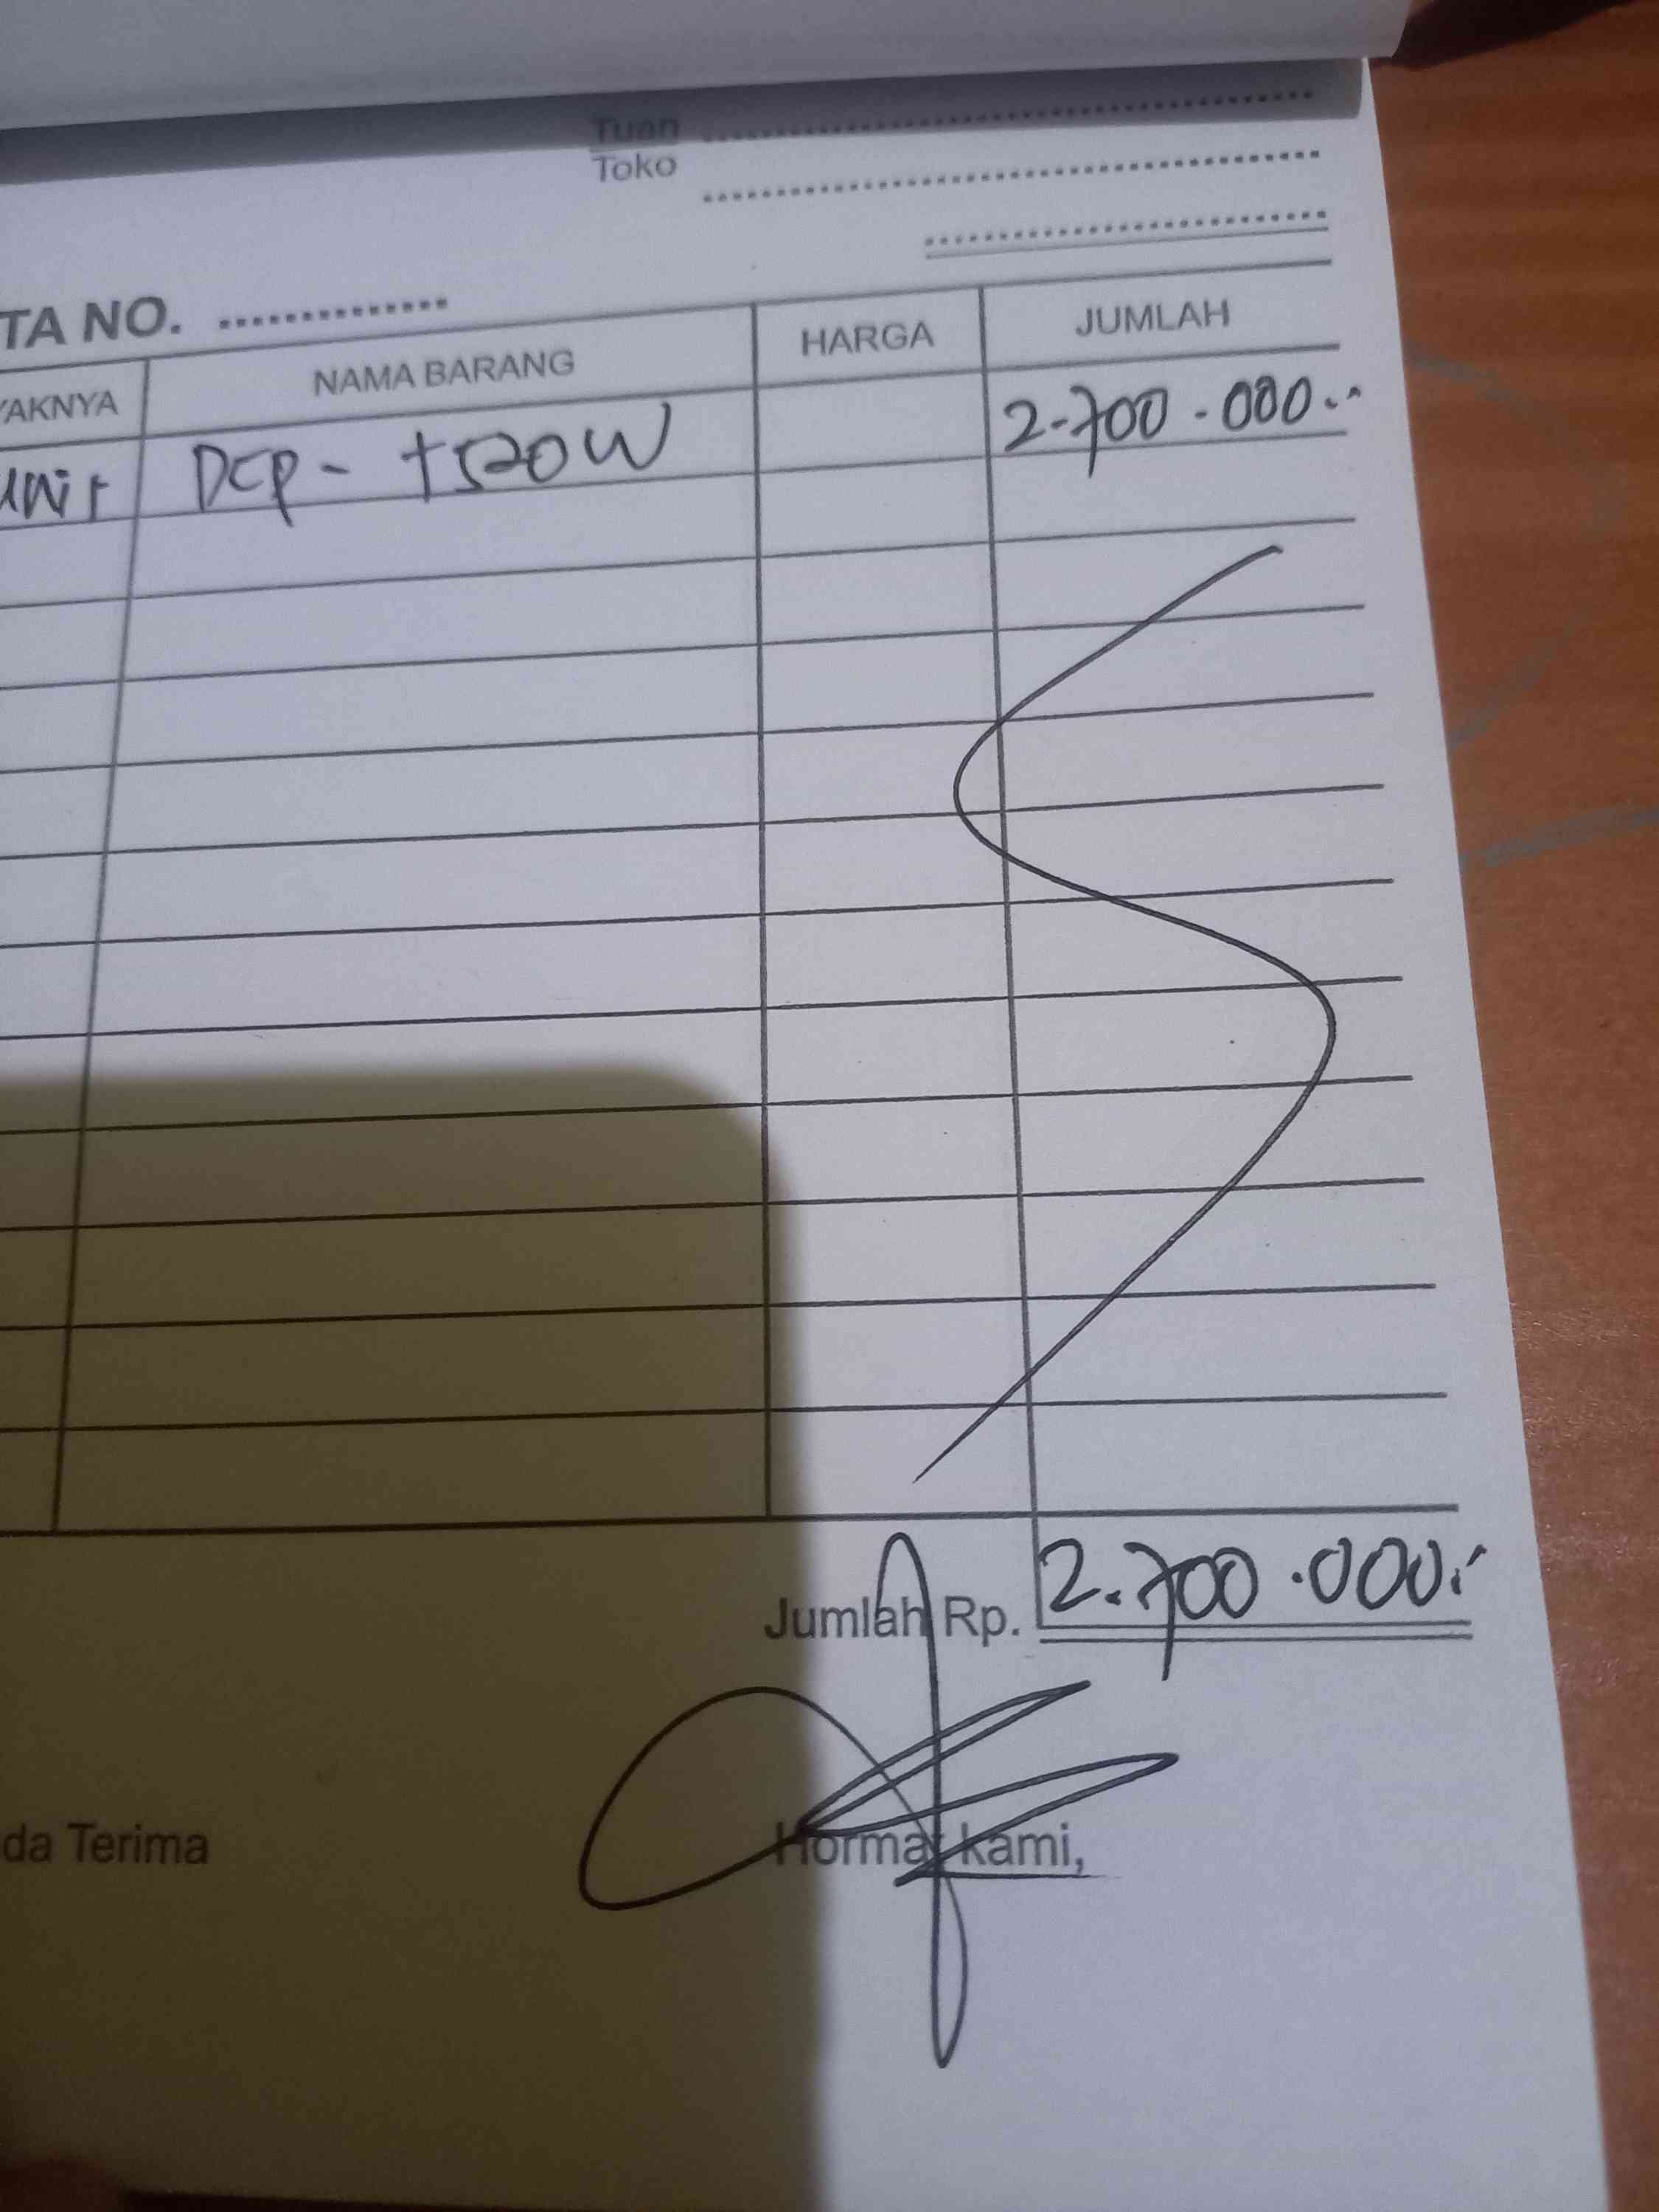 Tuan
Toko
TA NO.
YAKNYA NAMA BARANG HARGA JUMLAH
unit DCP - T520W 2.700.000.-
Jumlah Rp. 2.700.000.-
da Terima Hormat kami,